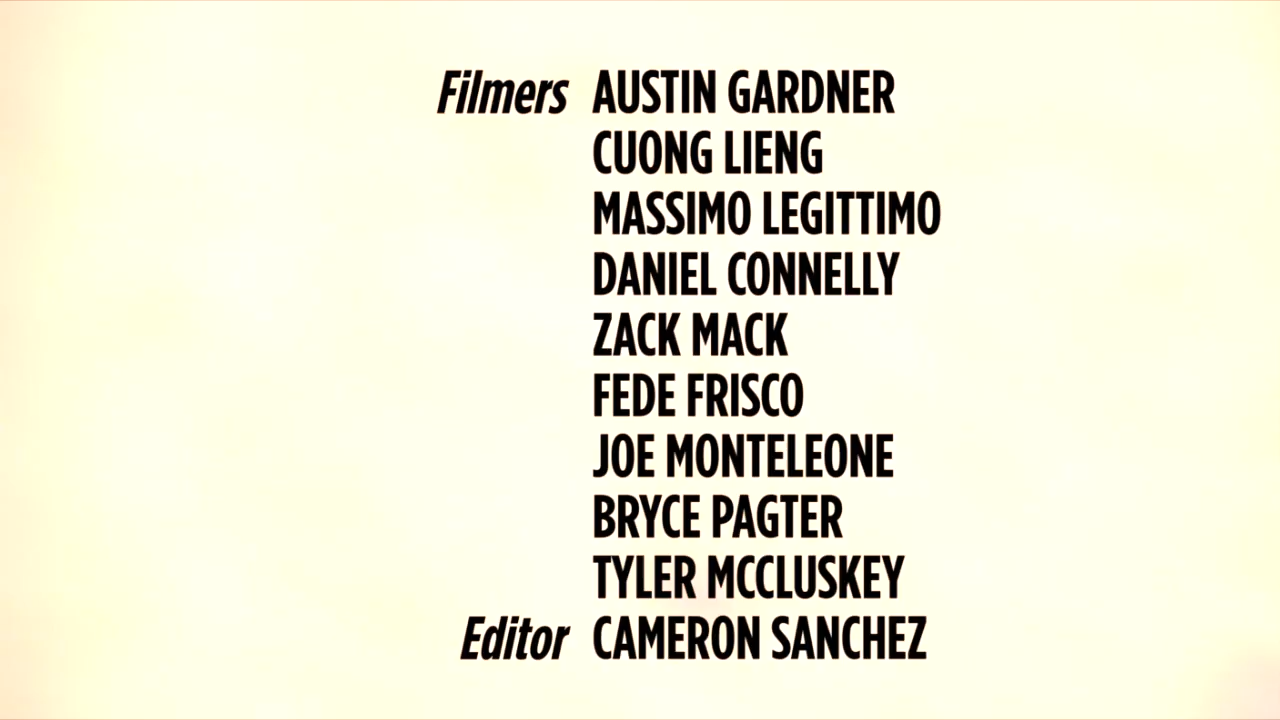 Filmers AUSTIN GARDNER
CUONG LIENG
MASSIMO LEGITTIMO
DANIEL CONNELLY
ZACK MACK
FEDE FRISCO
JOE MONTELEONE
BRYCE PAGTER
TYLER MCCLUSKEY
Editor CAMERON SANCHEZ